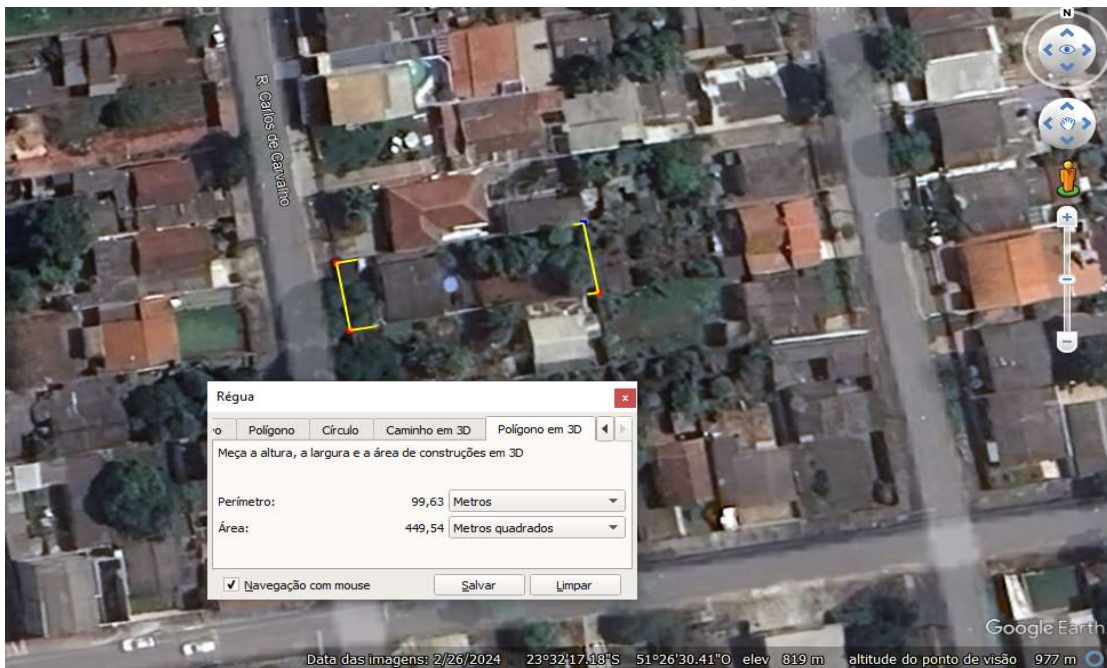 N
R. Carlos de Carvalho
Régua
x
o Polígono Círculo Caminho em 3D Polígono em 3D
Meça a altura, a largura e a área de construções em 3D
Perímetro: 99,63 Metros
Área: 449,54 Metros quadrados
Navegação com mouse Salvar Limpar
Google Earth
Data das imagens: 2/26/2024 23°32'17.18"S 51°26'30.41"O elev 819 m altitude do ponto de visão 977 m